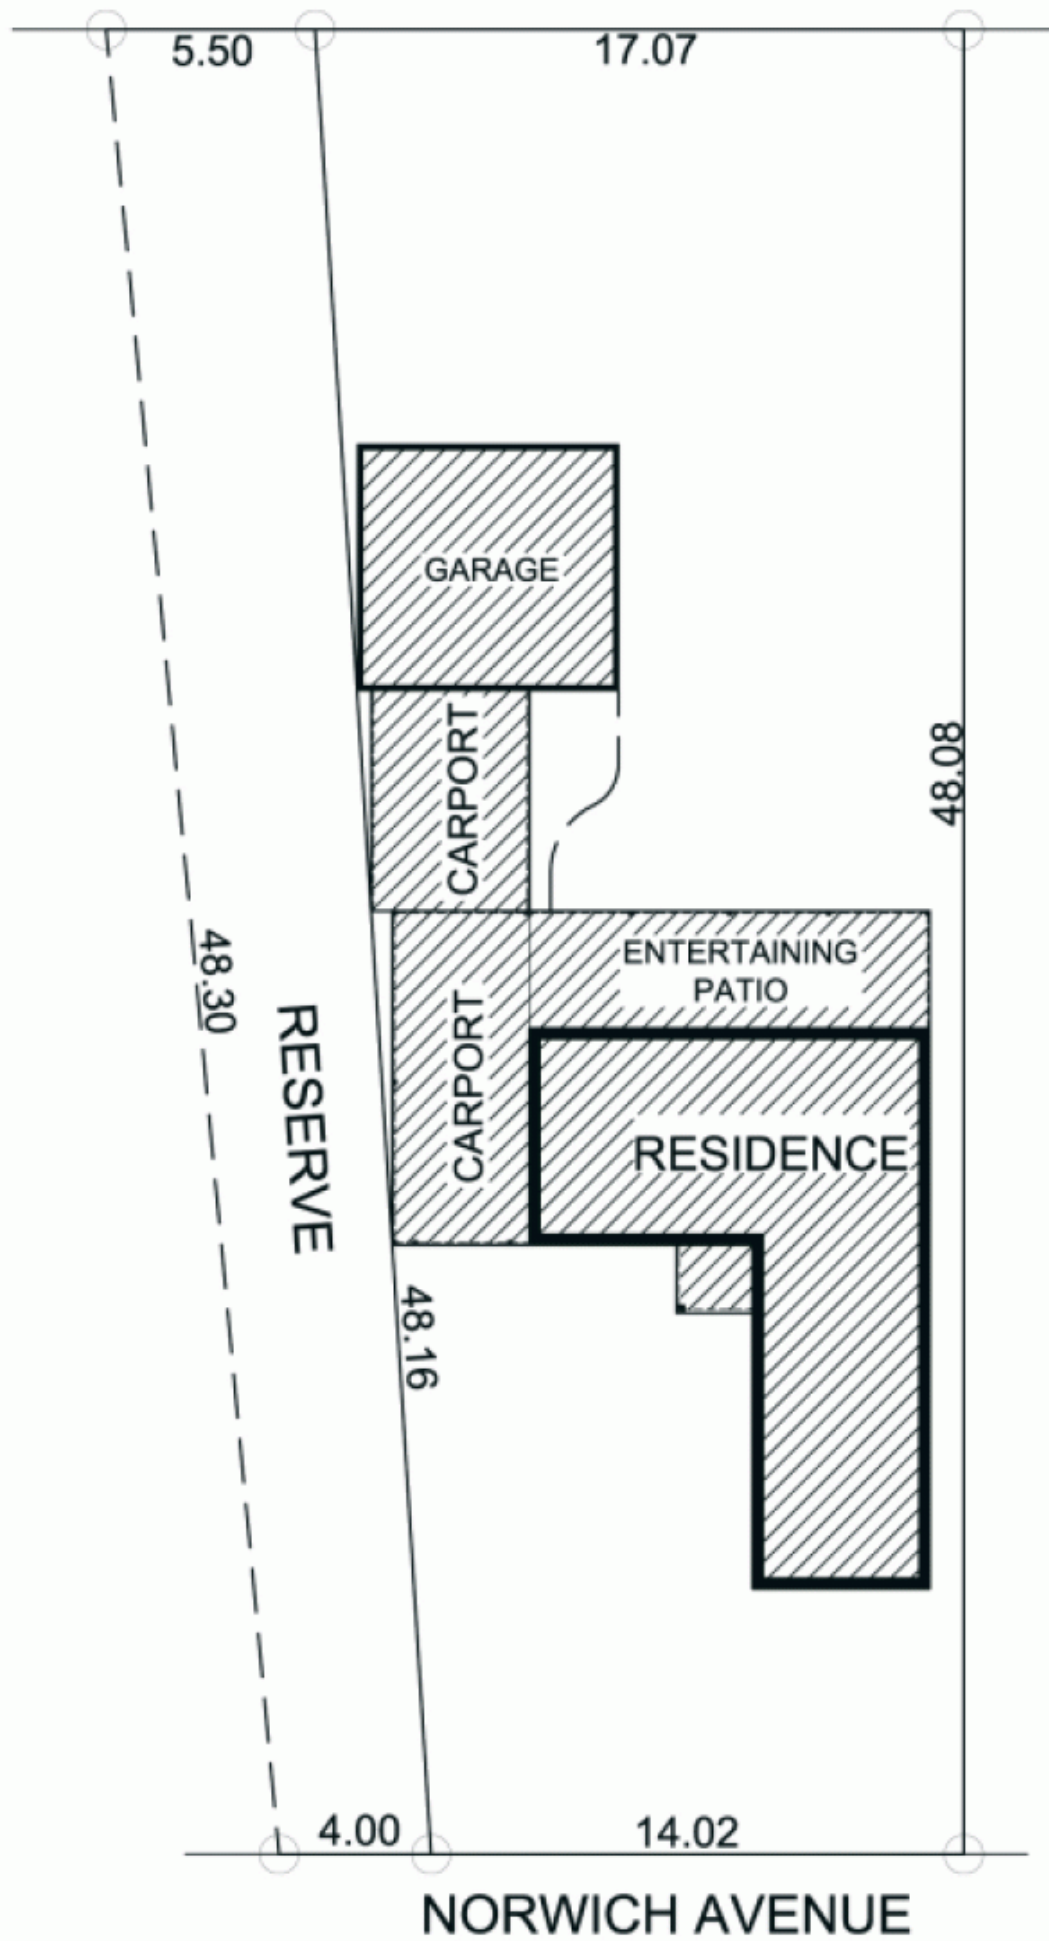 5.50
17.07
GARAGE
CARPORT
48.08
48.30
ENTERTAINING
PATIO
RESERVE
CARPORT
RESIDENCE
48.16
4.00
14.02
NORWICH AVENUE